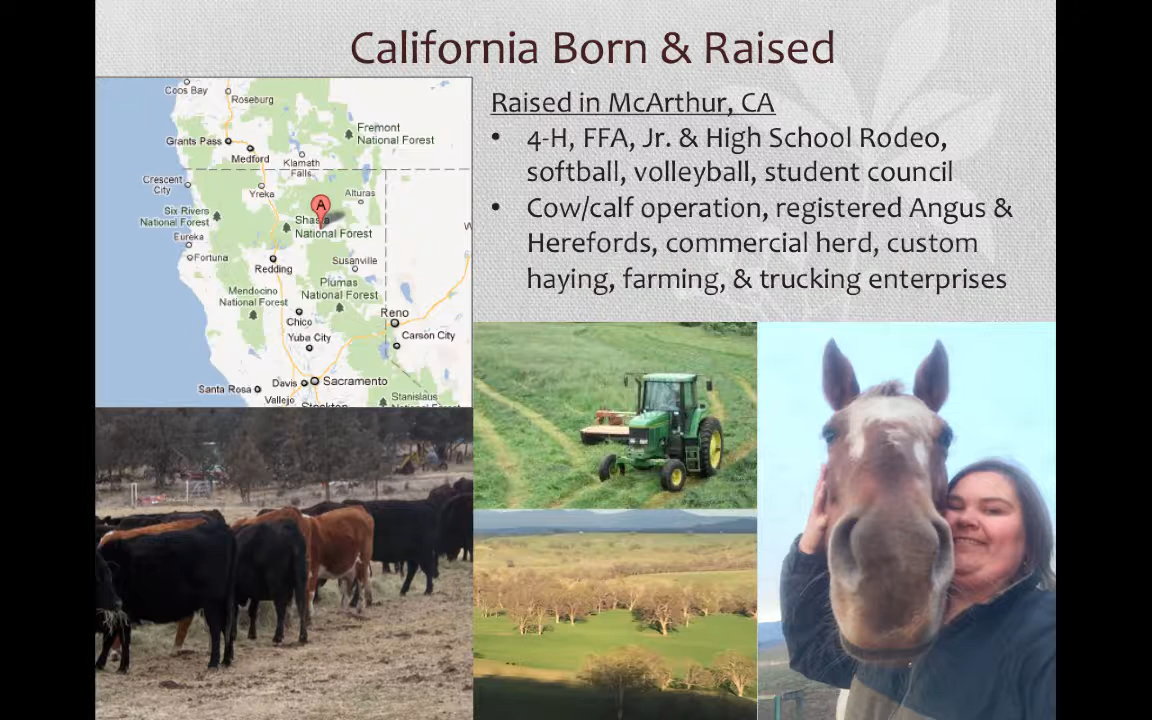 California Born & Raised
Raised in McArthur, CA
• 4-H, FFA, Jr. & High School Rodeo,
softball, volleyball, student council
• Cow/calf operation, registered Angus &
Herefords, commercial herd, custom
haying, farming, & trucking enterprises
Coos Bay
Roseburg
Fremont
National Forest
Grants Pass
Medford
Klamath
Falls
Crescent
City
Yreka
Alturas
A
Six Rivers
National Forest
Shasta
National Forest
Eureka
Fortuna
Redding
Susanville
Mendocino
National Forest
Plumas
National Forest
Chico
Reno
Yuba City
Carson City
Santa Rosa
Davis
Sacramento
Vallejo
Stockton
Stanislaus